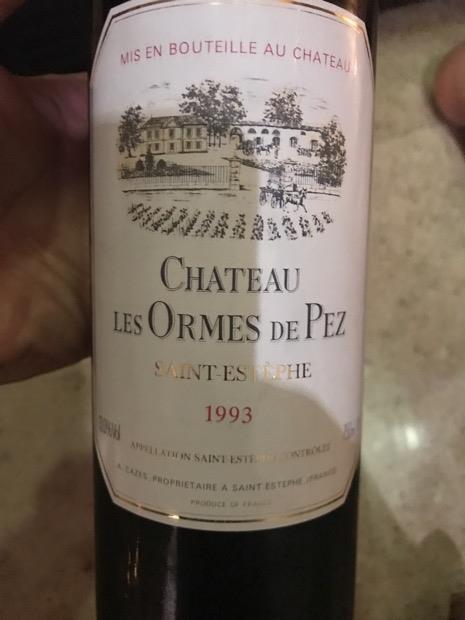 MIS EN BOUTEILLE AU CHATEAU
CHATEAU
LES ORMES DE PEZ
SAINT-ESTÈPHE
1993
APPELLATION SAINT-ESTÈPHE CONTROLÉE
A. CAZES, PROPRIETAIRE A SAINT-ESTEPHE (FRANCE)
PRODUCE OF FRANCE